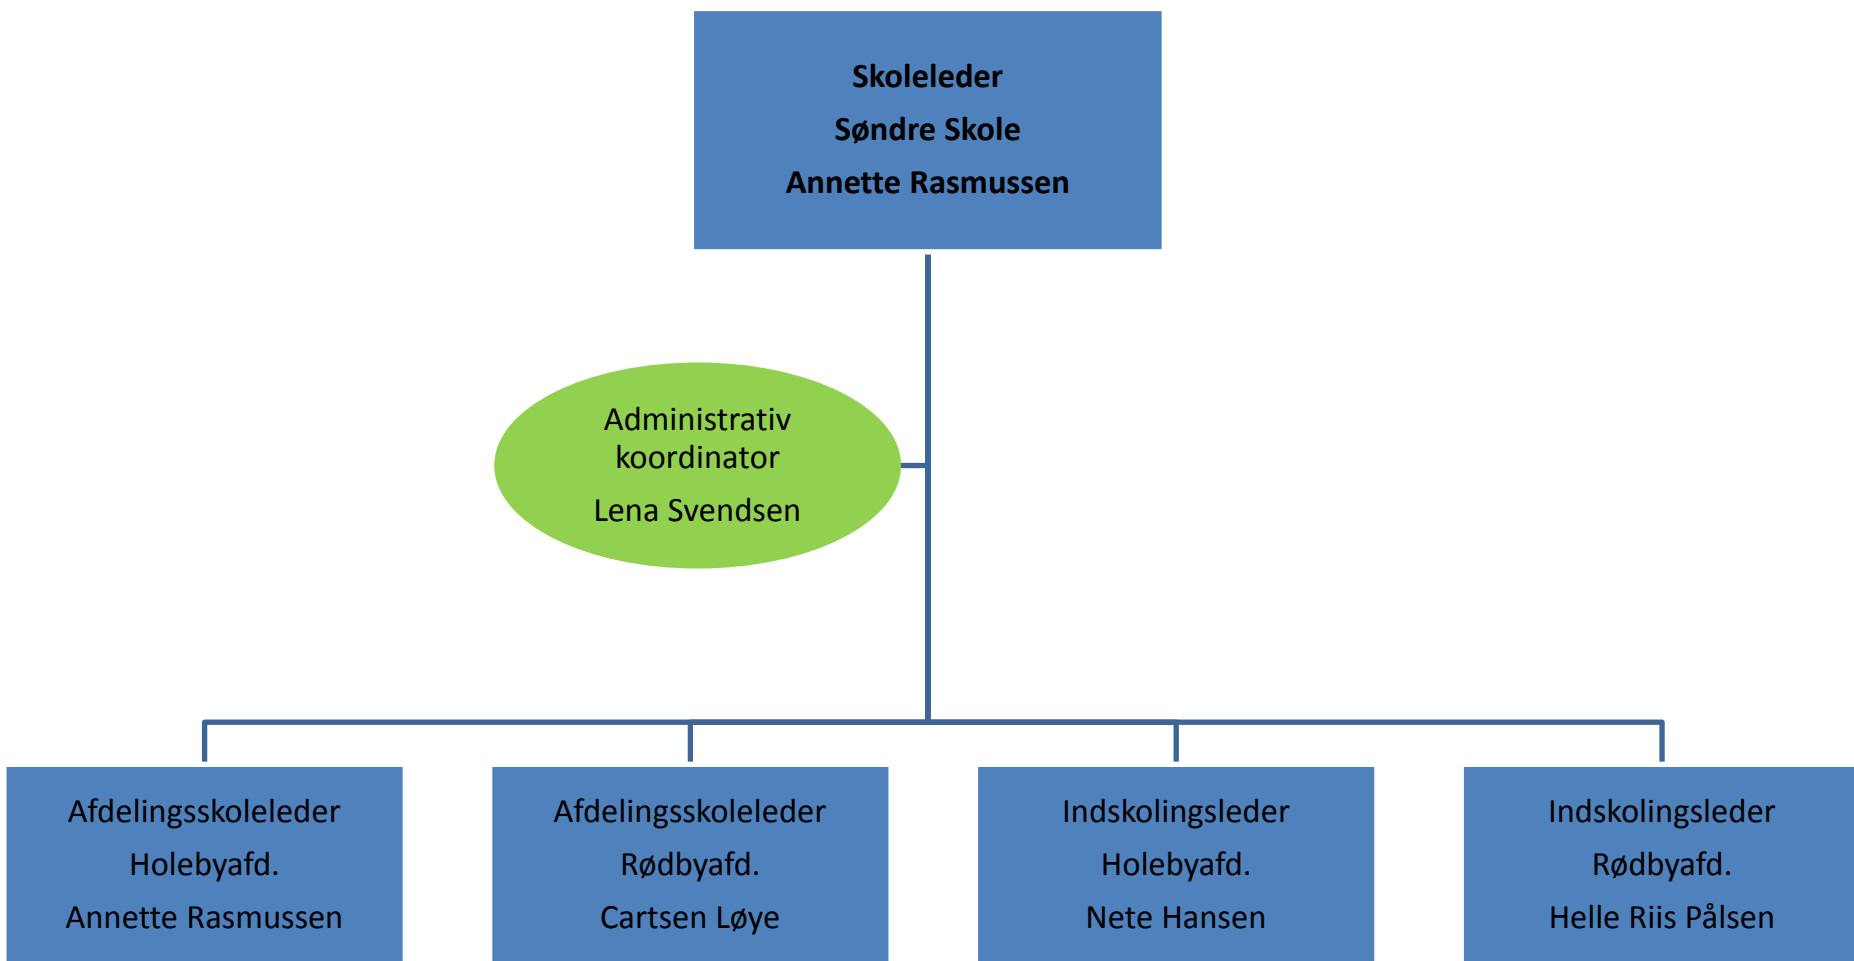 Skoleleder
Søndre Skole
Annette Rasmussen
Administrativ
koordinator
Lena Svendsen
Afdelingsskoleleder
Holebyafd.
Annette Rasmussen
Afdelingsskoleleder
Rødbyafd.
Cartsen Løye
Indskolingsleder
Holebyafd.
Nete Hansen
Indskolingsleder
Rødbyafd.
Helle Riis Pålsen